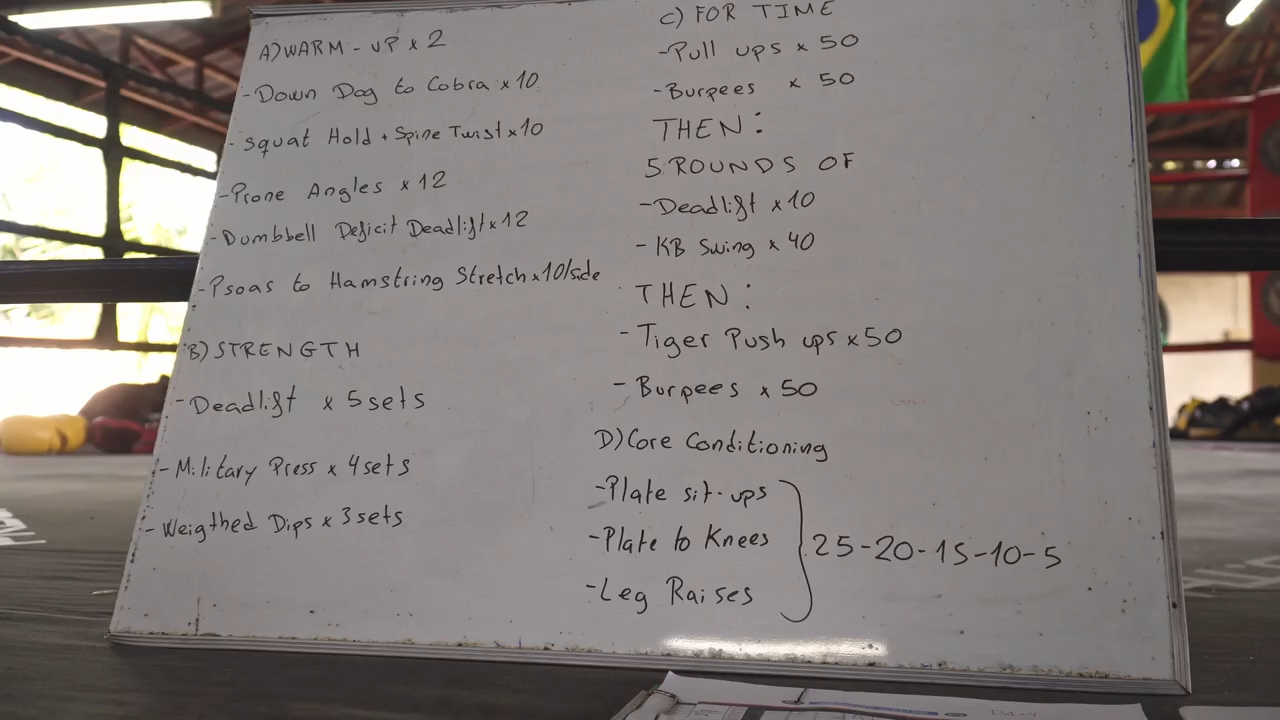 A) WARM-UP x 2
- Down Dog to Cobra x 10
- Squat Hold + Spine Twist x 10
- Prone Angles x 12
- Dumbbell Deficit Deadlift x 12
- Psoas to Hamstring Stretch x 10/side
B) STRENGTH
- Deadlift x 5 sets
- Military Press x 4 sets
- Weigthed Dips x 3 sets
C) FOR TIME
- Pull ups x 50
- Burpees x 50
THEN:
5 ROUNDS OF
- Deadlift x 10
- KB Swing x 40
THEN:
- Tiger Push ups x 50
- Burpees x 50
D) Core Conditioning
- Plate sit-ups
- Plate to Knees
- Leg Raises
25-20-15-10-5